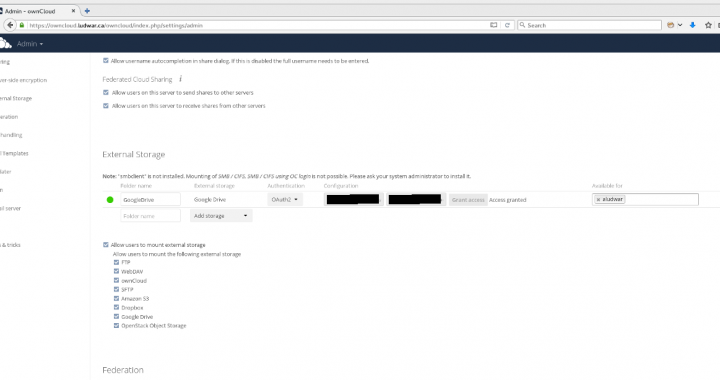 Admin - ownCloud
https://owncloud.ludwar.ca/owncloud/index.php/settings/admin
Search
Admin
Allow username autocompletion in share dialog. If this is disabled the full username needs to be entered.
ver-side encryption
Federated Cloud Sharing i
Allow users on this server to send shares to other servers
ernal Storage
Allow users on this server to receive shares from other servers
handling
External Storage
Templates
Note: "smbclient" is not installed. Mounting of SMB / CIFS, SMB / CIFS using OC login is not possible. Please ask your system administrator to install it.
Folder name External storage Authentication Configuration Available for
GoogleDrive Google Drive OAuth2 Grant access Access granted × aludwar
Folder name Add storage
& tricks
Allow users to mount external storage
Allow users to mount the following external storage
FTP
WebDAV
ownCloud
SFTP
Amazon S3
Dropbox
Google Drive
OpenStack Object Storage
Federation